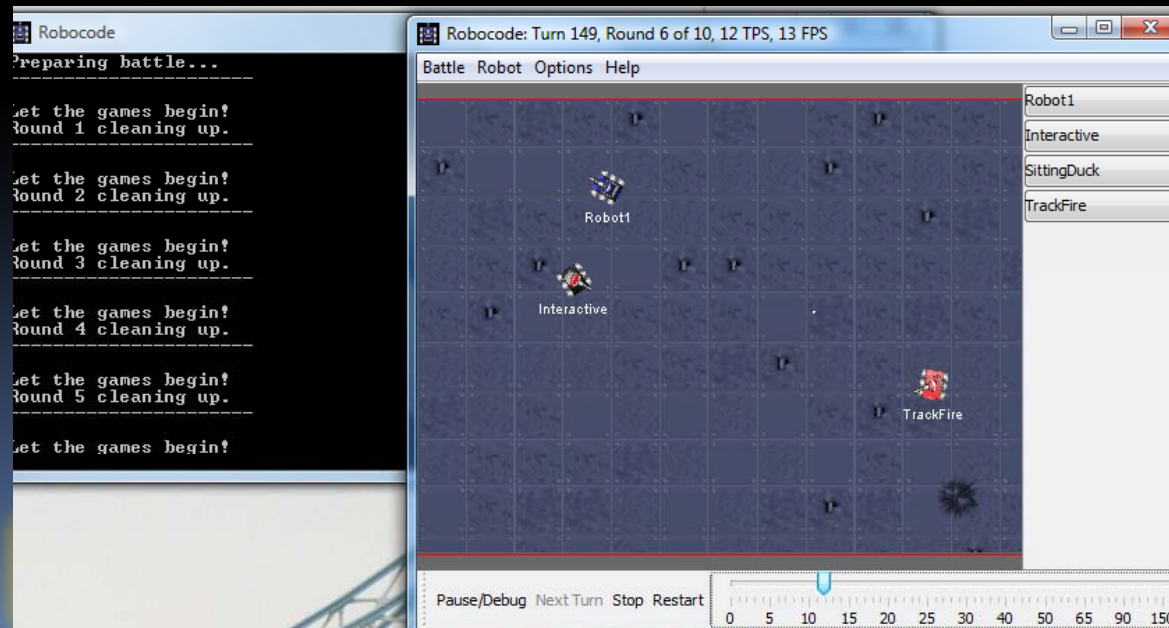 Robocode
Preparing battle...
----------------------
Let the games begin!
Round 1 cleaning up.
----------------------
Let the games begin!
Round 2 cleaning up.
----------------------
Let the games begin!
Round 3 cleaning up.
----------------------
Let the games begin!
Round 4 cleaning up.
----------------------
Let the games begin!
Round 5 cleaning up.
----------------------
Let the games begin!
Robocode: Turn 149, Round 6 of 10, 12 TPS, 13 FPS
Battle Robot Options Help
Robot1
Interactive
TrackFire
Robot1
Interactive
SittingDuck
TrackFire
Pause/Debug Next Turn Stop Restart
0 5 10 15 20 25 30 40 50 65 90 150